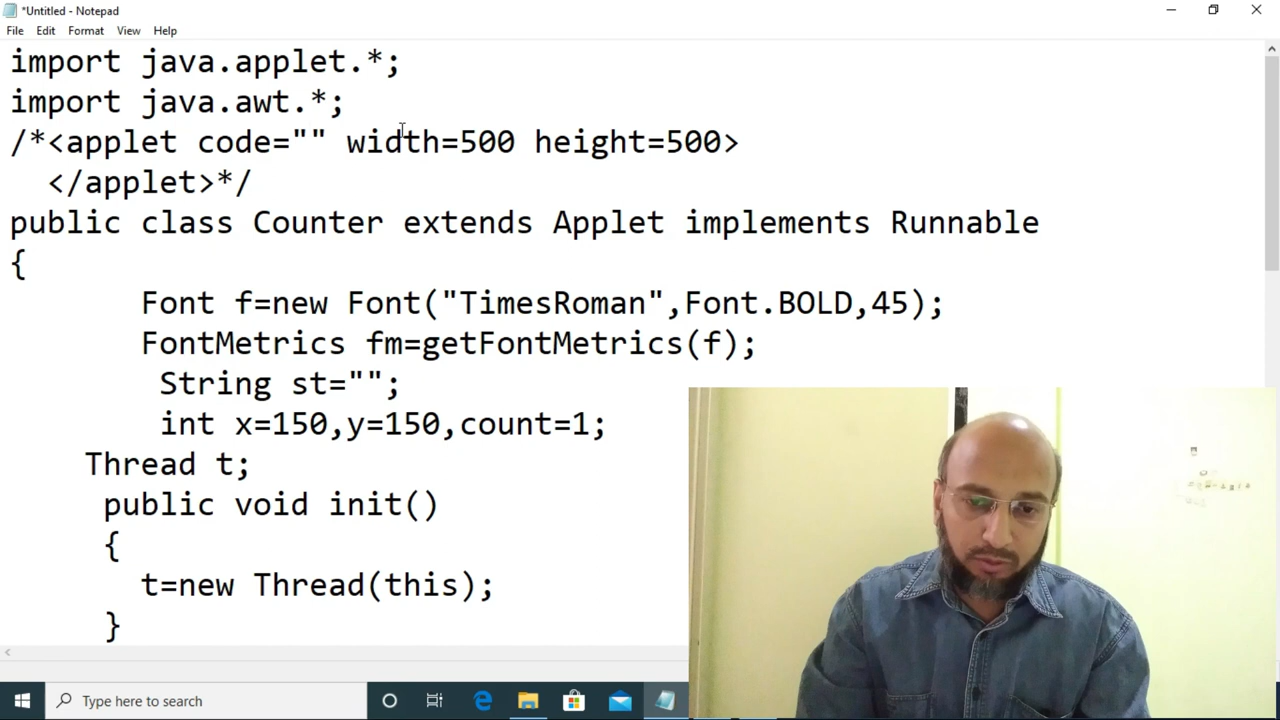 *Untitled - Notepad
File Edit Format View Help
import java.applet.*;
import java.awt.*;
/*<applet code="" width=500 height=500>
</applet>*/
public class Counter extends Applet implements Runnable
{
Font f=new Font("TimesRoman",Font.BOLD,45);
FontMetrics fm=getFontMetrics(f);
String st="";
int x=150,y=150,count=1;
Thread t;
public void init()
{
t=new Thread(this);
}
Type here to search